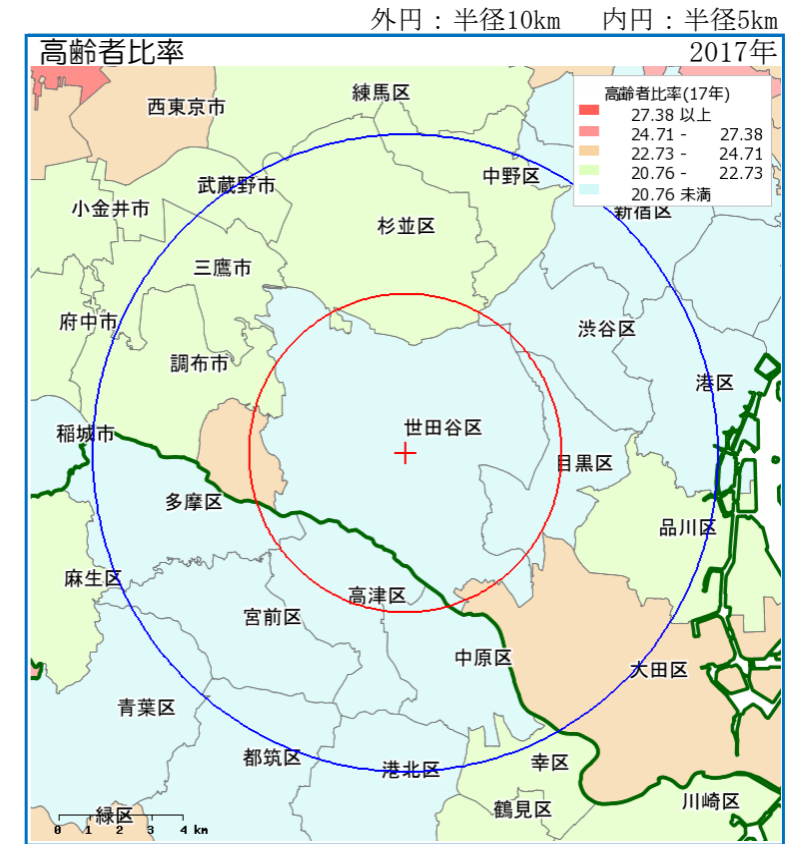 外円：半径10km 内円：半径5km
高齢者比率 2017年
高齢者比率(17年)
27.38 以上
24.71 - 27.38
22.73 - 24.71
20.76 - 22.73
20.76 未満
練馬区
西東京市
中野区
武蔵野市
小金井市
新宿区
杉並区
三鷹市
府中市
渋谷区
調布市
港区
世田谷区
稲城市
目黒区
多摩区
品川区
麻生区
高津区
宮前区
中原区
大田区
青葉区
都筑区
幸区
港北区
川崎区
鶴見区
緑区
0 1 2 3 4 km